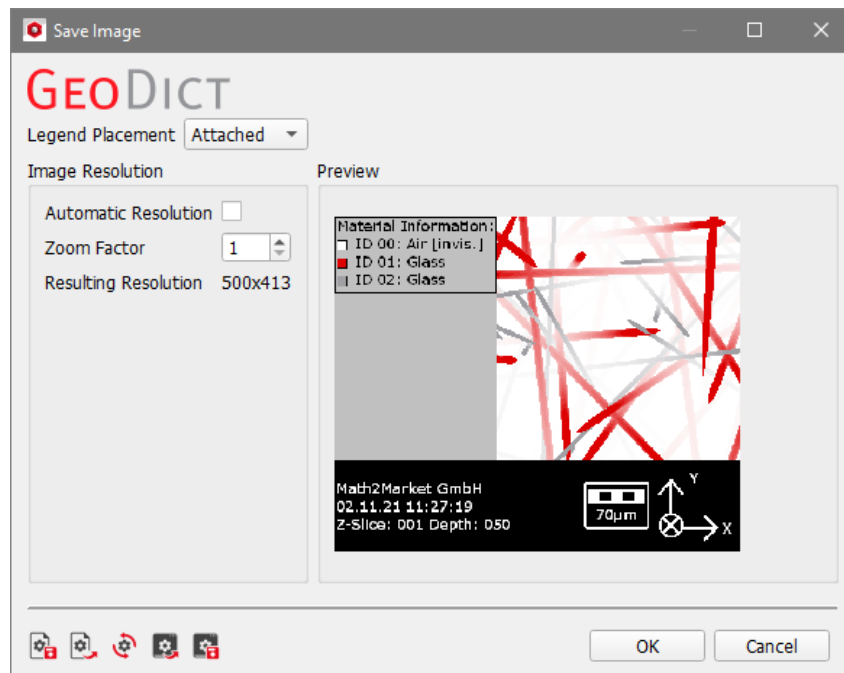 Save Image
GEODICT
Legend Placement Attached
Image Resolution
Automatic Resolution
Zoom Factor 1
Resulting Resolution 500x413
Preview
Material Information:
ID 00: Air [invis.]
ID 01: Glass
ID 02: Glass
Math2Market GmbH
02.11.21 11:27:19
Z-Slice: 001 Depth: 050
70µm
Y
X
OK
Cancel